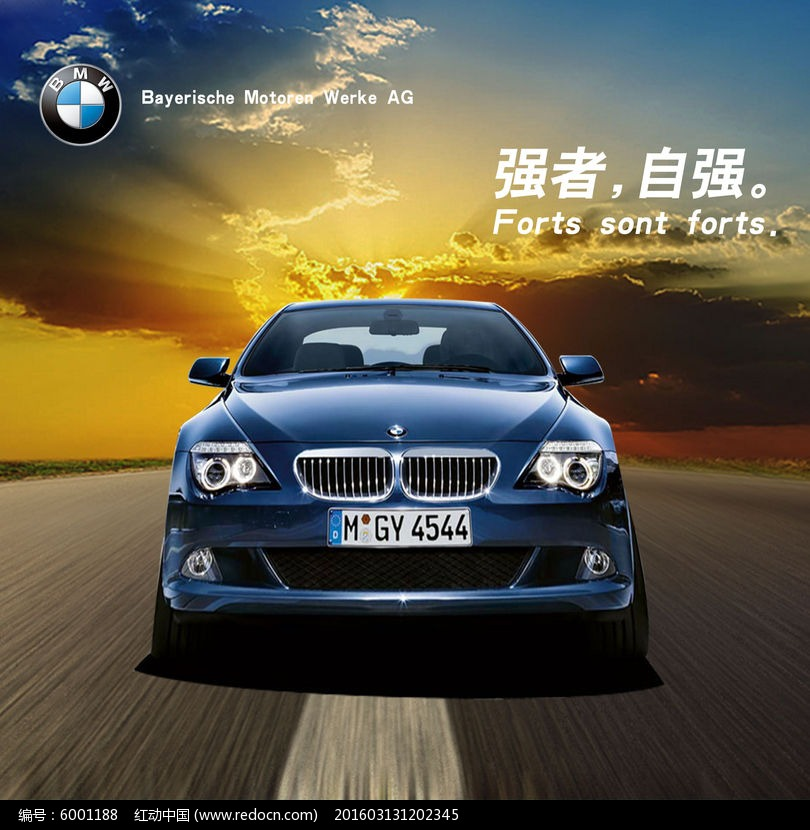 BMW
Bayerische Motoren Werke AG
强者，自强。
Forts sont forts.
M GY 4544
D
编号：6001188 红动中国 (www.redocn.com) 201603131202345